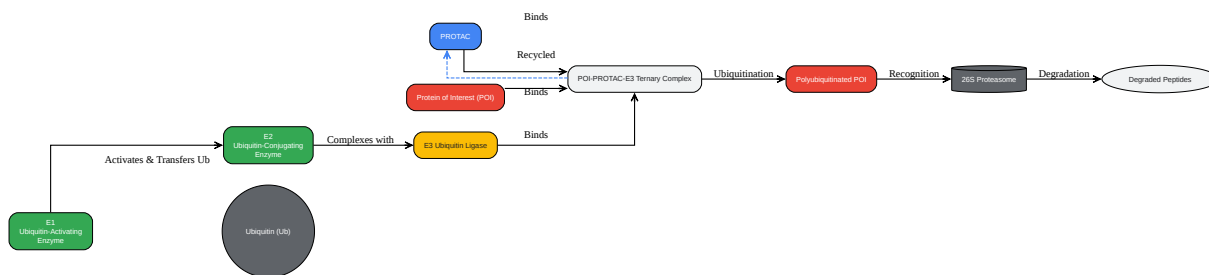 Binds
PROTAC
Recycled
POI-PROTAC-E3 Ternary Complex
Ubiquitination
Polyubiquitinated POI
Recognition
26S Proteasome
Degradation
Degraded Peptides
Protein of Interest (POI)
Binds
E2
Ubiquitin-Conjugating
Enzyme
Complexes with
E3 Ubiquitin Ligase
Binds
Activates & Transfers Ub
E1
Ubiquitin-Activating
Enzyme
Ubiquitin (Ub)